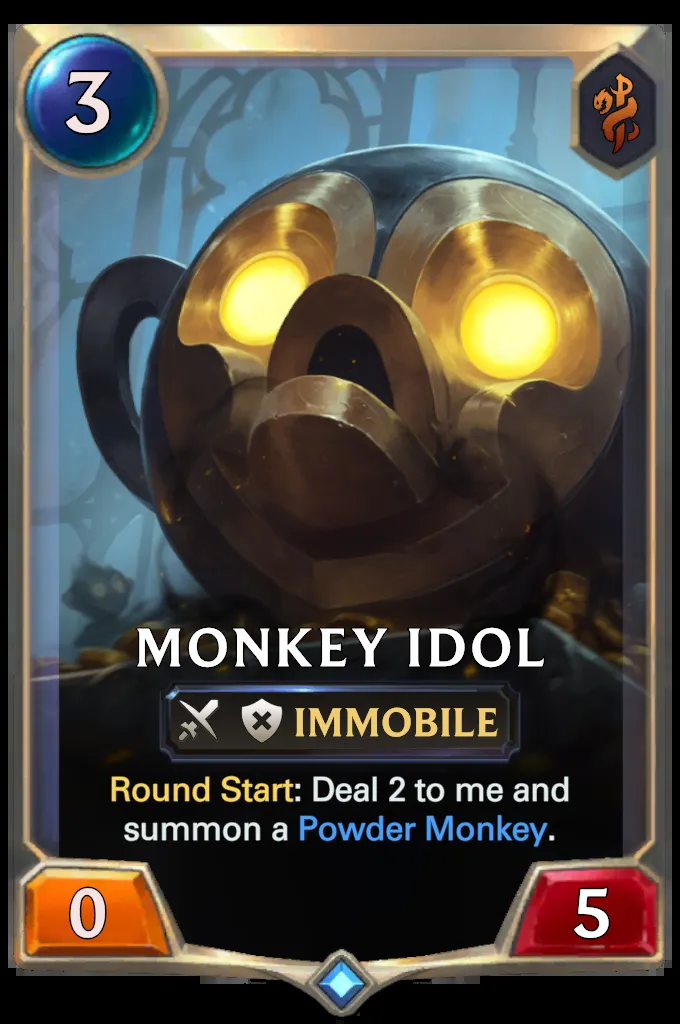 3
MONKEY IDOL
IMMOBILE
Round Start: Deal 2 to me and
summon a Powder Monkey.
0
5